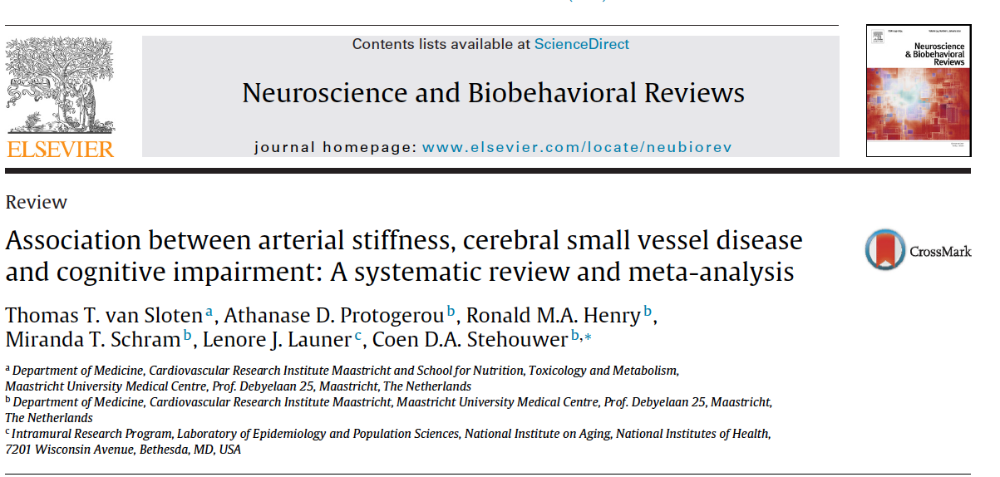 Contents lists available at ScienceDirect
Neuroscience and Biobehavioral Reviews
journal homepage: www.elsevier.com/locate/neubiorev
ELSEVIER
Neuroscience
& Biobehavioral
Reviews
Review
Association between arterial stiffness, cerebral small vessel disease
and cognitive impairment: A systematic review and meta-analysis
CrossMark
Thomas T. van Sloten a, Athanase D. Protogerou b, Ronald M.A. Henry b,
Miranda T. Schram b, Lenore J. Launer c, Coen D.A. Stehouwer b,*
a Department of Medicine, Cardiovascular Research Institute Maastricht and School for Nutrition, Toxicology and Metabolism,
Maastricht University Medical Centre, Prof. Debyelaan 25, Maastricht, The Netherlands
b Department of Medicine, Cardiovascular Research Institute Maastricht, Maastricht University Medical Centre, Prof. Debyelaan 25, Maastricht,
The Netherlands
c Intramural Research Program, Laboratory of Epidemiology and Population Sciences, National Institute on Aging, National Institutes of Health,
7201 Wisconsin Avenue, Bethesda, MD, USA